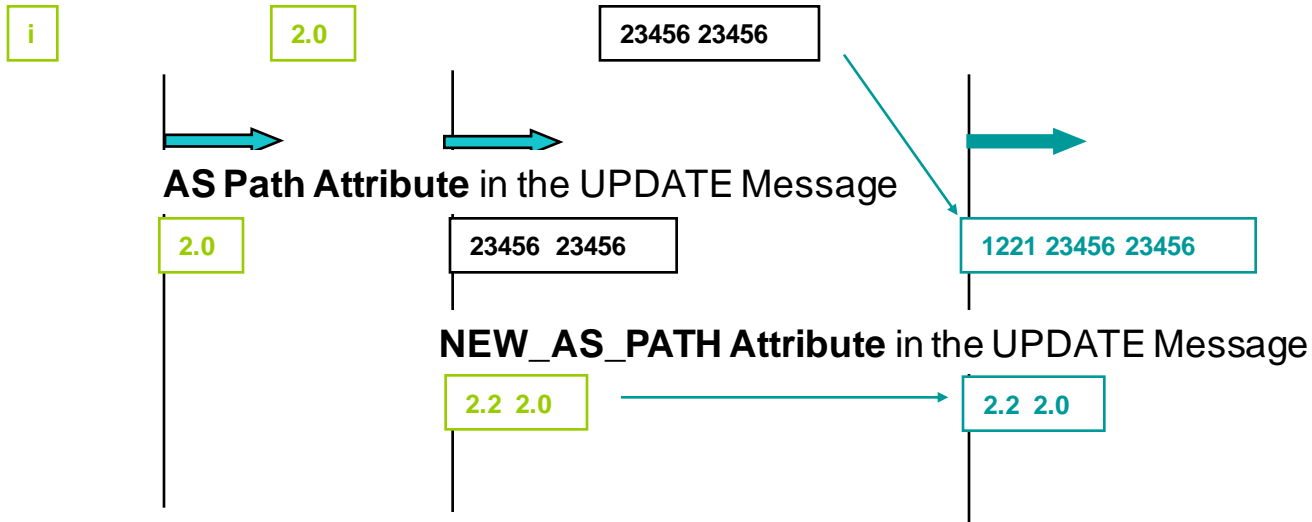 i 2.0 23456 23456
AS Path Attribute in the UPDATE Message
2.0 23456 23456 1221 23456 23456
NEW_AS_PATH Attribute in the UPDATE Message
2.2 2.0 2.2 2.0